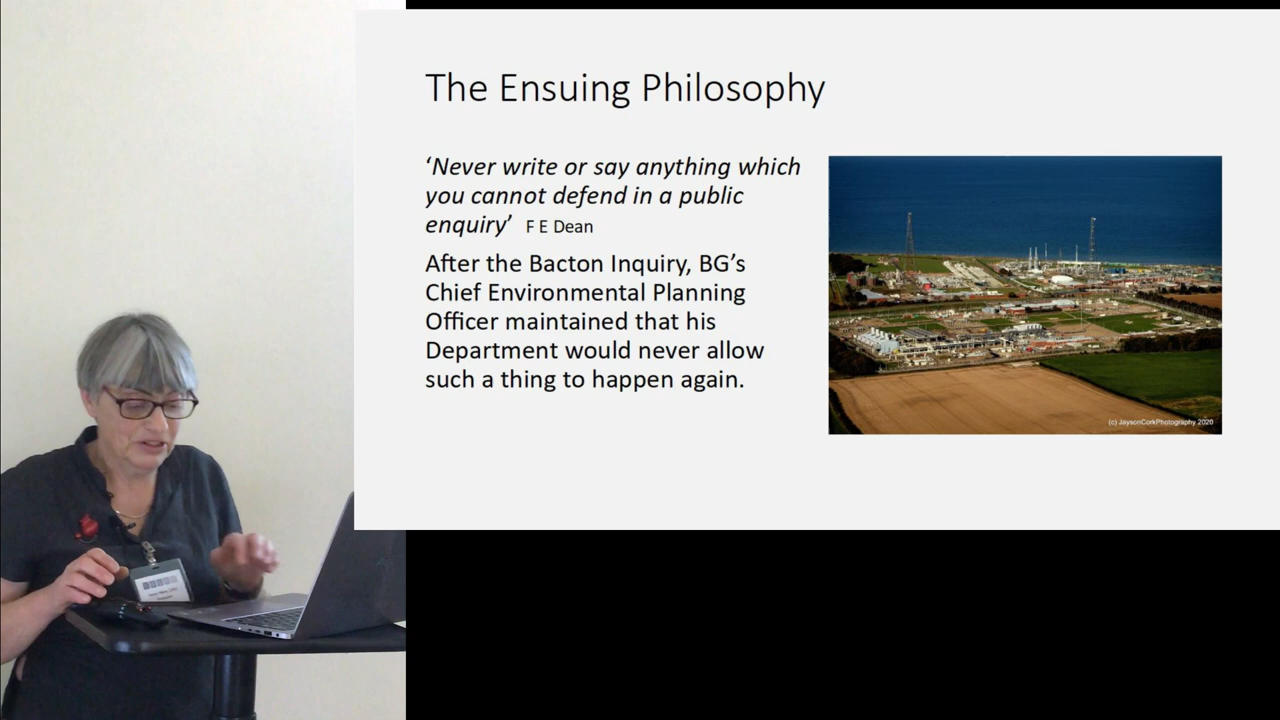 The Ensuing Philosophy
‘Never write or say anything which
you cannot defend in a public
enquiry’ F E Dean
After the Bacton Inquiry, BG’s
Chief Environmental Planning
Officer maintained that his
Department would never allow
such a thing to happen again.
(c) JaysonCorkPhotography 2020